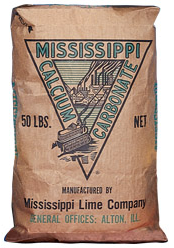 MISSISSIPPI
CALCIUM
CARBONATE
50 LBS.
NET
MANUFACTURED BY
Mississippi Lime Company
GENERAL OFFICES: ALTON, ILL.